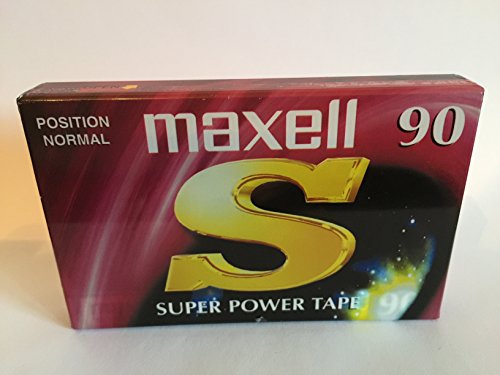 POSITION
NORMAL
maxell
90
S
SUPER POWER TAPE
90